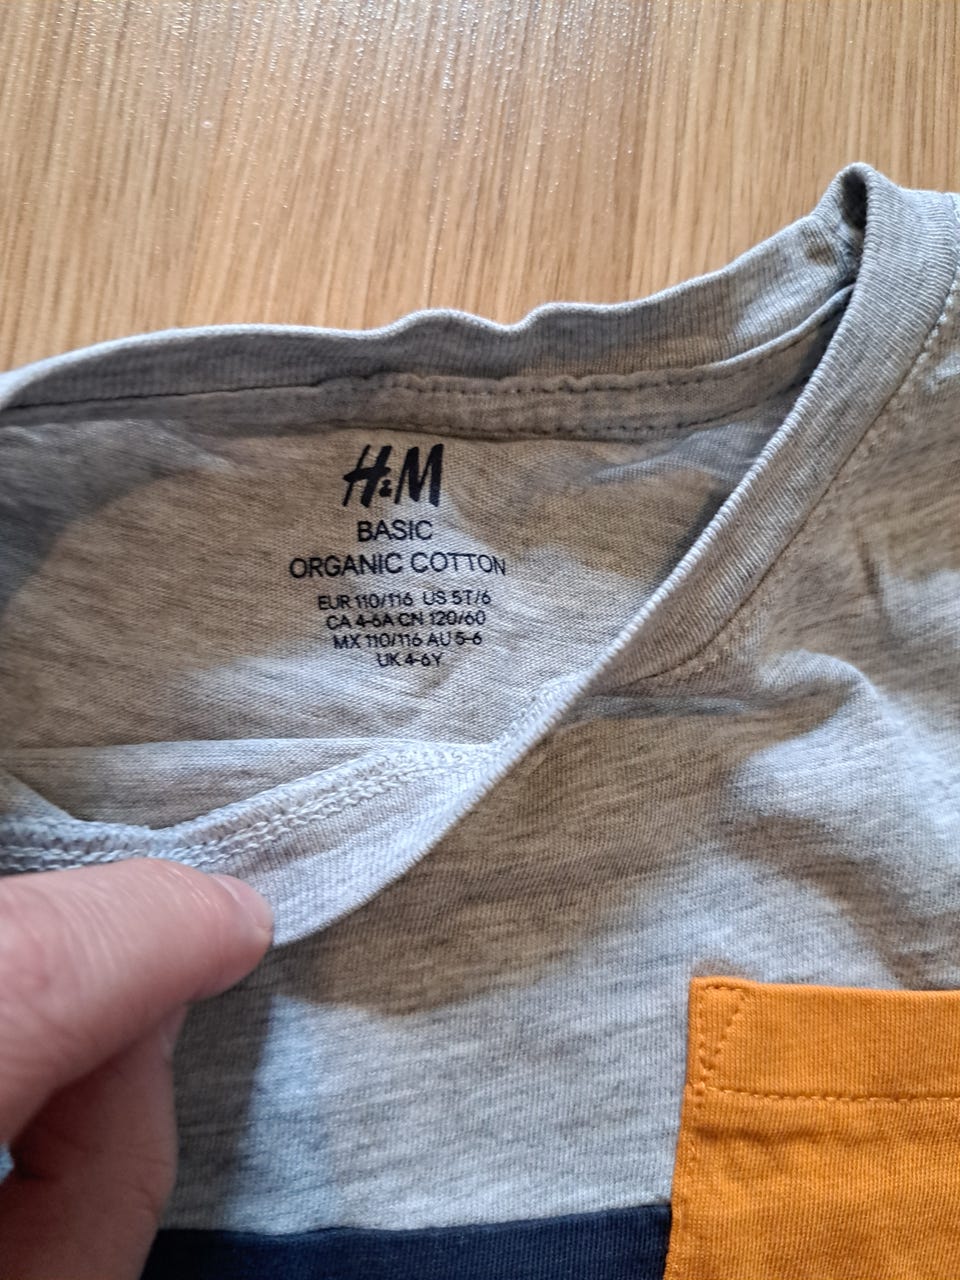 H&M
BASIC
ORGANIC COTTON
EUR 110/116 US 5T/6
CA 4-6A CN 120/60
MX 110/116 AU 5-6
UK 4-6Y